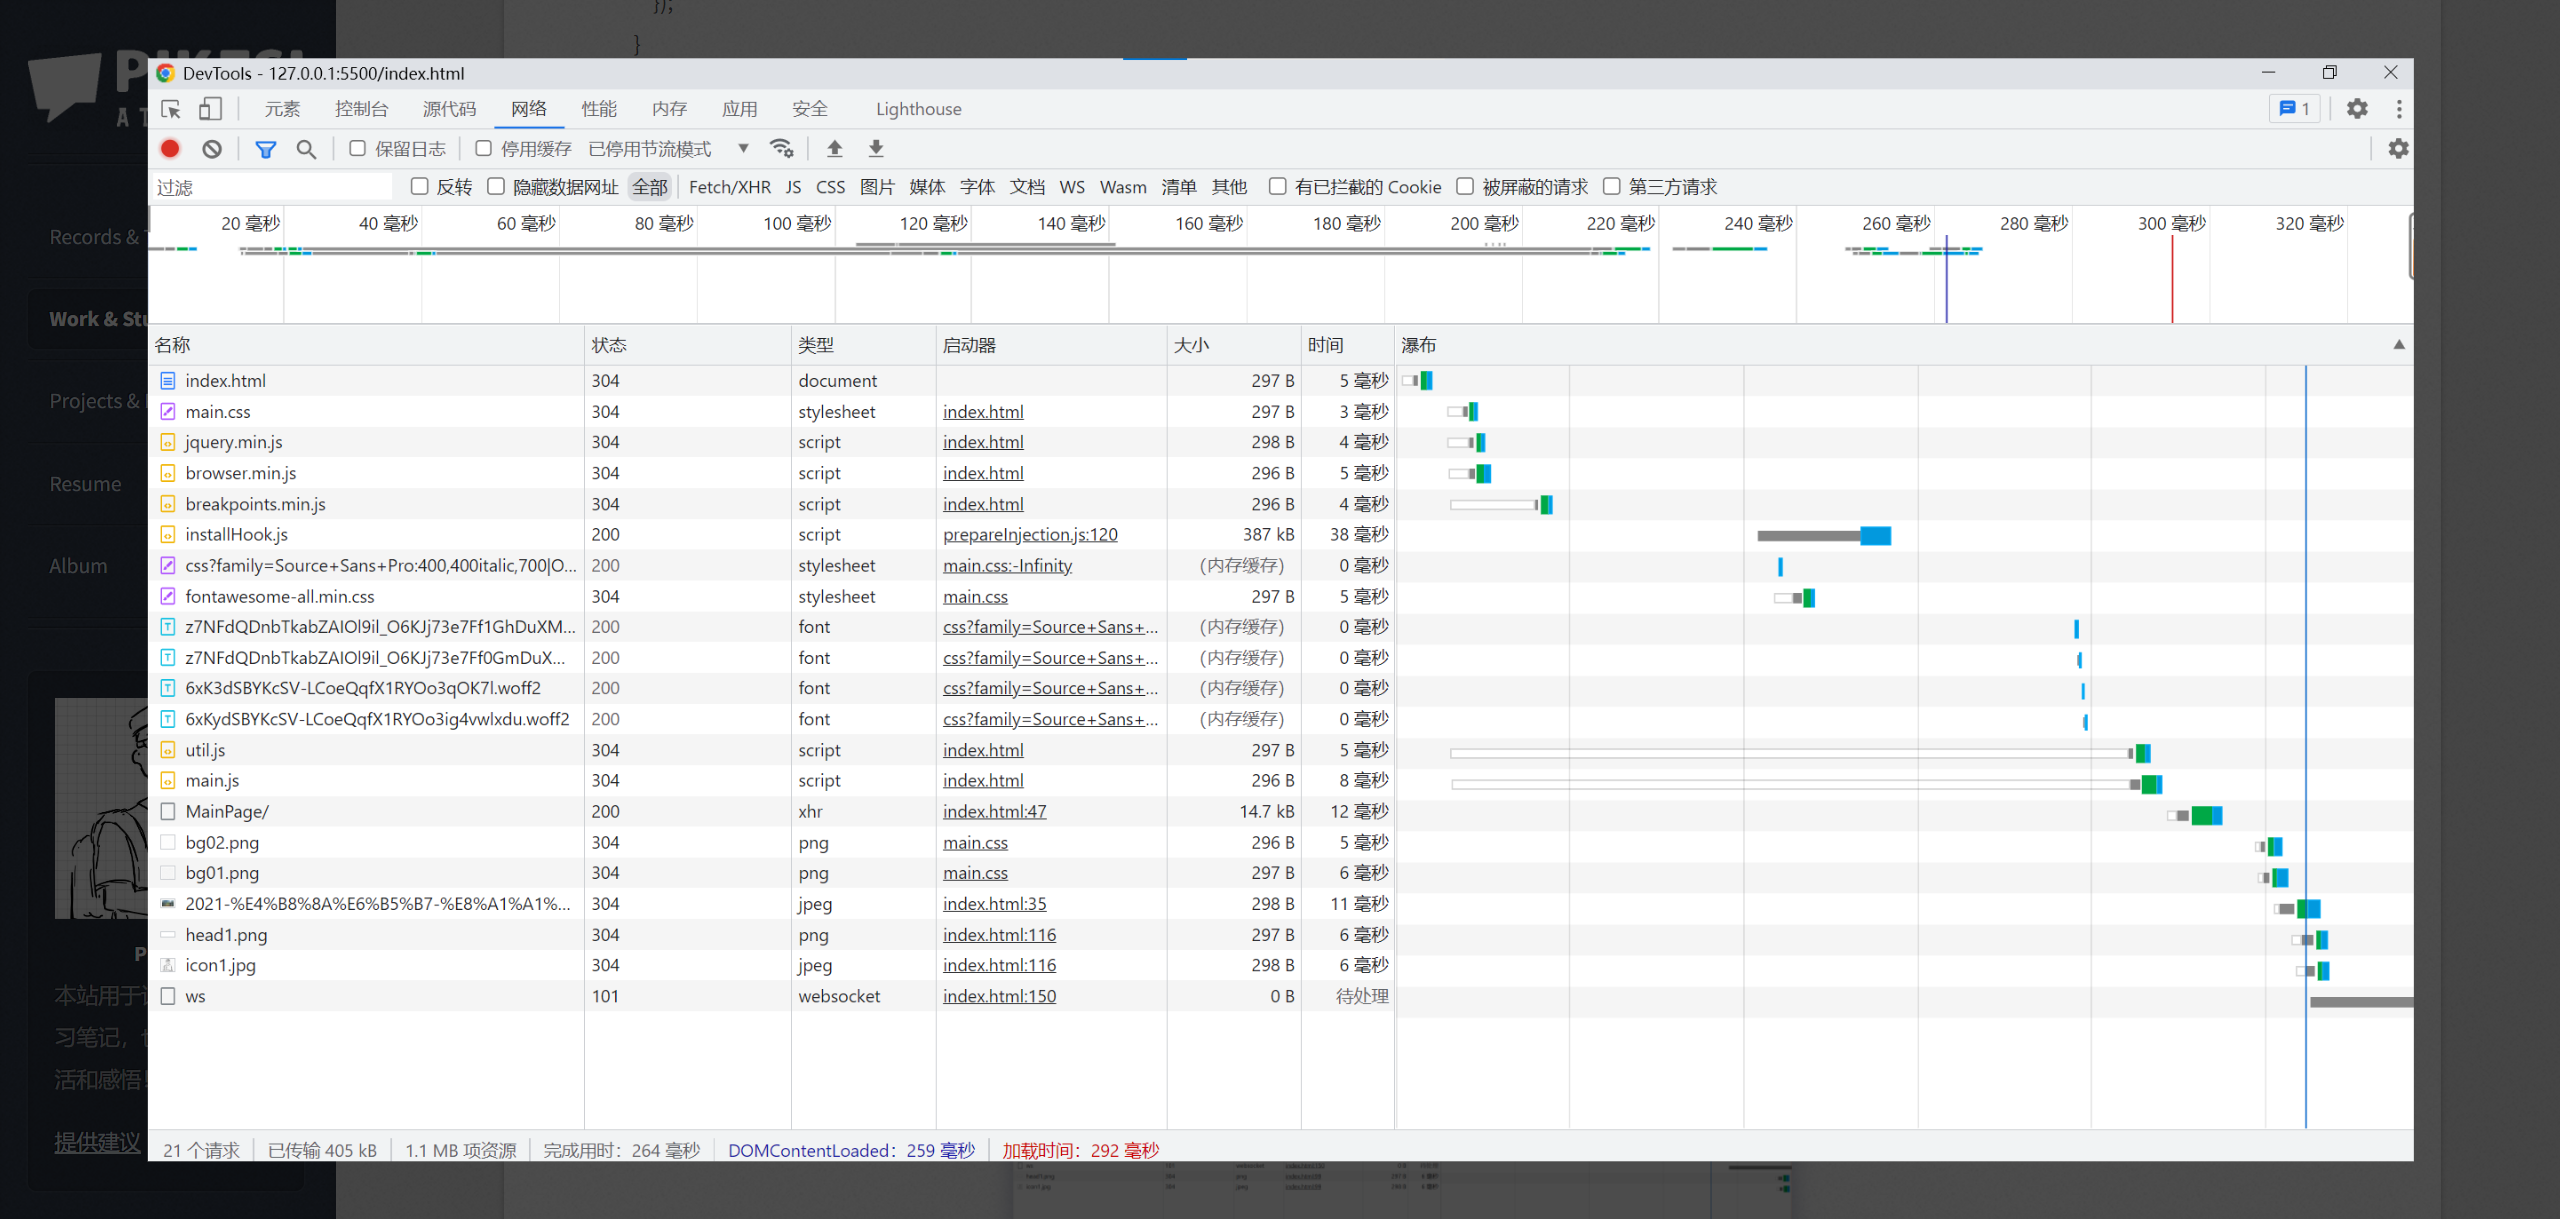 });
}
DevTools - 127.0.0.1:5500/index.html
元素 控制台 源代码 网络 性能 内存 应用 安全 Lighthouse 1
保留日志 停用缓存 已停用节流模式
过滤 反转 隐藏数据网址 全部 Fetch/XHR JS CSS 图片 媒体 字体 文档 WS Wasm 清单 其他 有已拦截的 Cookie 被屏蔽的请求 第三方请求
20 毫秒 40 毫秒 60 毫秒 80 毫秒 100 毫秒 120 毫秒 140 毫秒 160 毫秒 180 毫秒 200 毫秒 220 毫秒 240 毫秒 260 毫秒 280 毫秒 300 毫秒 320 毫秒
名称 状态 类型 启动器 大小 时间 瀑布
index.html 304 document 297 B 5 毫秒
main.css 304 stylesheet index.html 297 B 3 毫秒
jquery.min.js 304 script index.html 298 B 4 毫秒
browser.min.js 304 script index.html 296 B 5 毫秒
breakpoints.min.js 304 script index.html 296 B 4 毫秒
installHook.js 200 script prepareInjection.js:120 387 kB 38 毫秒
css?family=Source+Sans+Pro:400,400italic,700|O... 200 stylesheet main.css:-Infinity (内存缓存) 0 毫秒
fontawesome-all.min.css 304 stylesheet main.css 297 B 5 毫秒
z7NFdQDnbTkabZAIOl9il_O6KJj73e7Ff1GhDuXM... 200 font css?family=Source+Sans+... (内存缓存) 0 毫秒
z7NFdQDnbTkabZAIOl9il_O6KJj73e7Ff0GmDuX... 200 font css?family=Source+Sans+... (内存缓存) 0 毫秒
6xK3dSBYKcSV-LCoeQqfX1RYOo3qOK7l.woff2 200 font css?family=Source+Sans+... (内存缓存) 0 毫秒
6xKydSBYKcSV-LCoeQqfX1RYOo3ig4vwlxdu.woff2 200 font css?family=Source+Sans+... (内存缓存) 0 毫秒
util.js 304 script index.html 297 B 5 毫秒
main.js 304 script index.html 296 B 8 毫秒
MainPage/ 200 xhr index.html:47 14.7 kB 12 毫秒
bg02.png 304 png main.css 296 B 5 毫秒
bg01.png 304 png main.css 297 B 6 毫秒
2021-%E4%B8%8A%E6%B5%B7-%E8%A1%A1%... 304 jpeg index.html:35 298 B 11 毫秒
head1.png 304 png index.html:116 297 B 6 毫秒
icon1.jpg 304 jpeg index.html:116 298 B 6 毫秒
ws 101 websocket index.html:150 0 B 待处理
21 个请求 已传输 405 kB 1.1 MB 项资源 完成用时：264 毫秒 DOMContentLoaded：259 毫秒 加载时间：292 毫秒
Records &
Work & Stu
Projects &
Resume
Album
P
本站用于
习笔记，
活和感悟！
提供建议